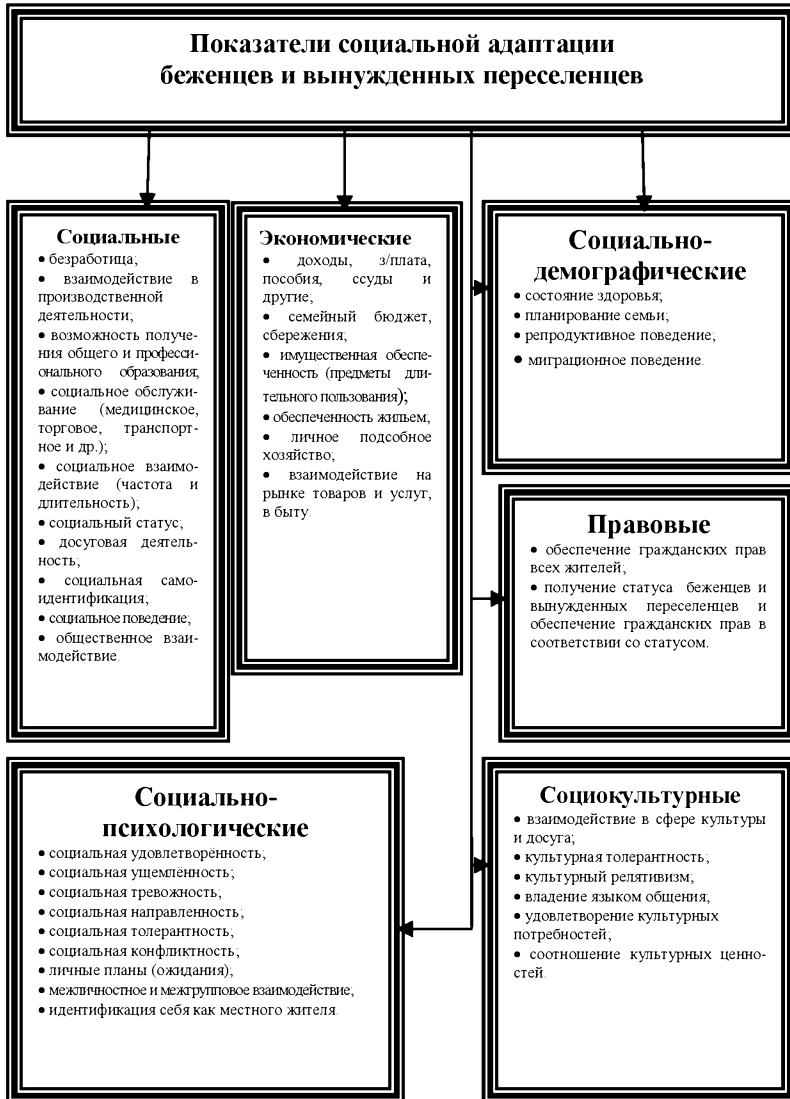 Показатели социальной адаптации
беженцев и вынужденных переселенцев
Социальные
• безработица;
• взаимодействие в
производственной
деятельности;
• возможность получе-
ния общего и професси-
онального образования;
• социальное обслужи-
вание (медицинское,
торговое, транспорт-
ное и др.);
• социальное взаимо-
действие (частота и
длительность);
• социальный статус;
• досуговая деятель-
ность;
• социальная само-
идентификация;
• социальное поведение;
• общественное взаи-
модействие.
Экономические
• доходы, з/плата,
пособия, ссуды и
другие;
• семейный бюджет,
сбережения;
• имущественная обеспе-
ченность (предметы дли-
тельного пользования);
• обеспеченность жильем;
• личное подсобное
хозяйство;
• взаимодействие на
рынке товаров и услуг,
в быту.
Социально-
демографические
• состояние здоровья;
• планирование семьи;
• репродуктивное поведение;
• миграционное поведение.
Правовые
• обеспечение гражданских прав
всех жителей;
• получение статуса беженцев и
вынужденных переселенцев и
обеспечение гражданских прав в
соответствии со статусом.
Социально-
психологические
• социальная удовлетворённость;
• социальная ущемлённость;
• социальная тревожность;
• социальная направленность;
• социальная толерантность;
• социальная конфликтность;
• личные планы (ожидания);
• межличностное и межгрупповое взаимодействие;
• идентификация себя как местного жителя.
Социокультурные
• взаимодействие в сфере культуры
и досуга;
• культурная толерантность;
• культурный релятивизм;
• владение языком общения;
• удовлетворение культурных
потребностей;
• соотношение культурных ценно-
стей.